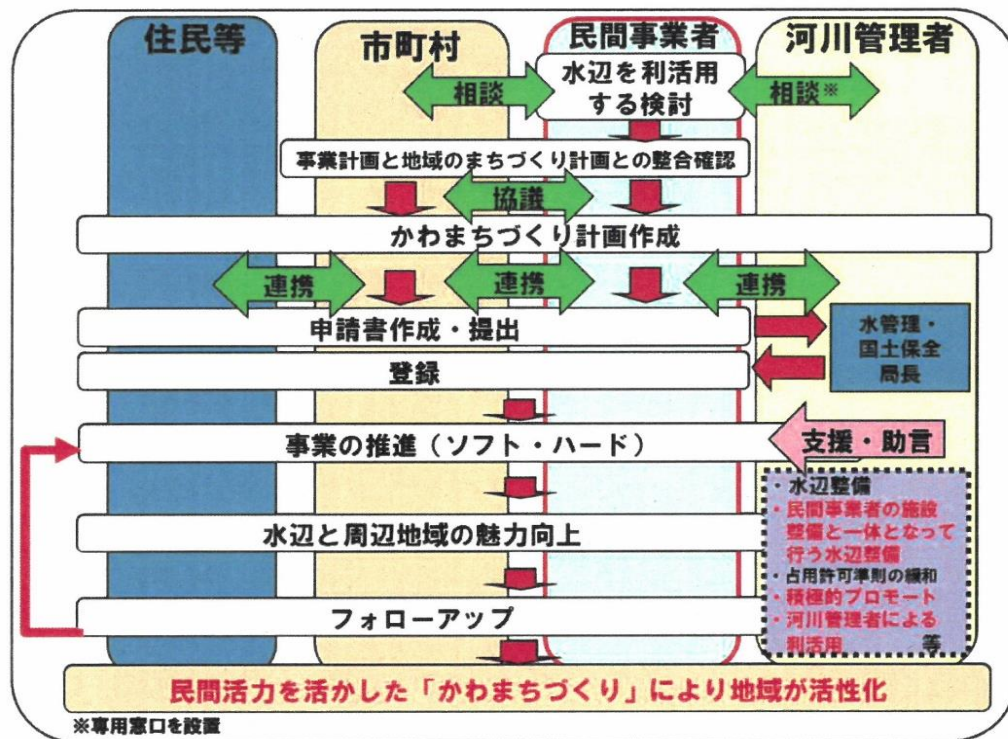 住民等
市町村
民間事業者
河川管理者
相談
水辺を利活用
する検討
相談※
事業計画と地域のまちづくり計画との整合確認
協議
かわまちづくり計画作成
連携
連携
連携
申請書作成・提出
水管理・
国土保全
局長
登録
事業の推進（ソフト・ハード）
支援・助言
・水辺整備
・民間事業者の施設
整備と一体となって
行う水辺整備
・占用許可準則の緩和
・積極的プロモート
・河川管理者による
利活用 等
水辺と周辺地域の魅力向上
フォローアップ
民間活力を活かした「かわまちづくり」により地域が活性化
※専用窓口を設置